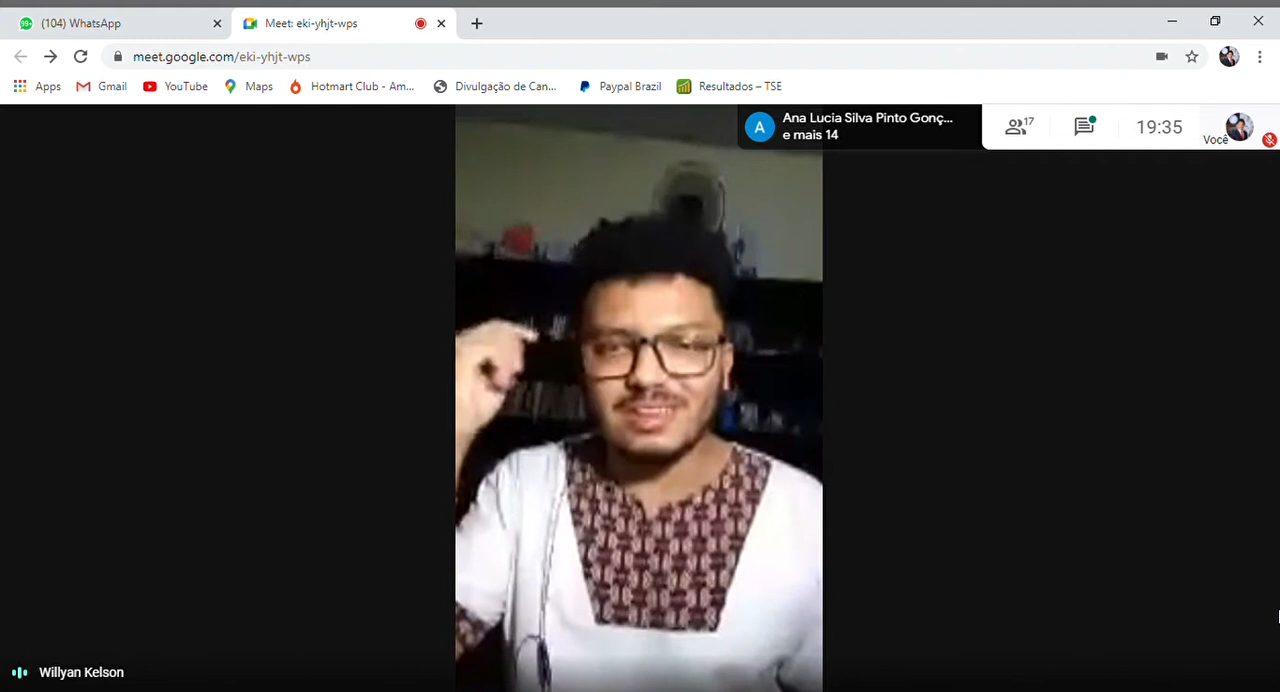 99+ (104) WhatsApp
Meet: eki-yhjt-wps
meet.google.com/eki-yhjt-wps
Apps
Gmail
YouTube
Maps
Hotmart Club - Am...
Divulgação de Can...
Paypal Brazil
Resultados – TSE
A
Ana Lucia Silva Pinto Gonç...
e mais 14
17
19:35
Você
Willyan Kelson